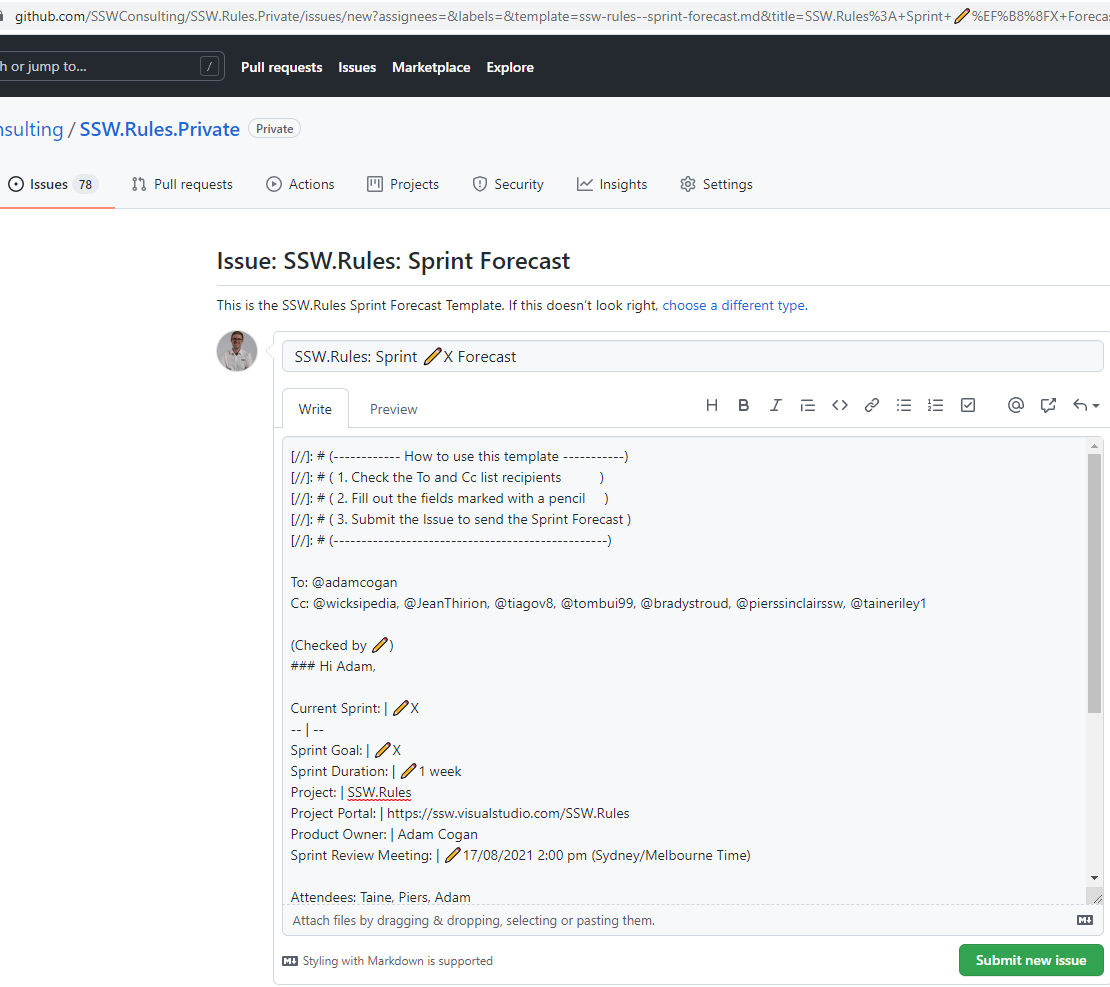 github.com/SSWConsulting/SSW.Rules.Private/issues/new?assignees=&labels=&template=ssw-rules--sprint-forecast.md&title=SSW.Rules%3A+Sprint+✏%EF%B8%8FX+Foreca
h or jump to... /
Pull requests Issues Marketplace Explore
nsulting / SSW.Rules.Private Private
Issues 78 Pull requests Actions Projects Security Insights Settings
Issue: SSW.Rules: Sprint Forecast
This is the SSW.Rules Sprint Forecast Template. If this doesn’t look right, choose a different type.
SSW.Rules: Sprint ✏️X Forecast
Write Preview H B I
[//]: # (------------ How to use this template -----------)
[//]: # ( 1. Check the To and Cc list recipients )
[//]: # ( 2. Fill out the fields marked with a pencil )
[//]: # ( 3. Submit the Issue to send the Sprint Forecast )
[//]: # (-------------------------------------------------)
To: @adamcogan
Cc: @wicksipedia, @JeanThirion, @tiagov8, @tombui99, @bradystroud, @pierssinclairssw, @taineriley1
(Checked by ✏️)
### Hi Adam,
Current Sprint: | ✏️X
-- | --
Sprint Goal: | ✏️X
Sprint Duration: | ✏️1 week
Project: | SSW.Rules
Project Portal: | https://ssw.visualstudio.com/SSW.Rules
Product Owner: | Adam Cogan
Sprint Review Meeting: | ✏️17/08/2021 2:00 pm (Sydney/Melbourne Time)
Attendees: Taine, Piers, Adam
Attach files by dragging & dropping, selecting or pasting them.
Styling with Markdown is supported
Submit new issue